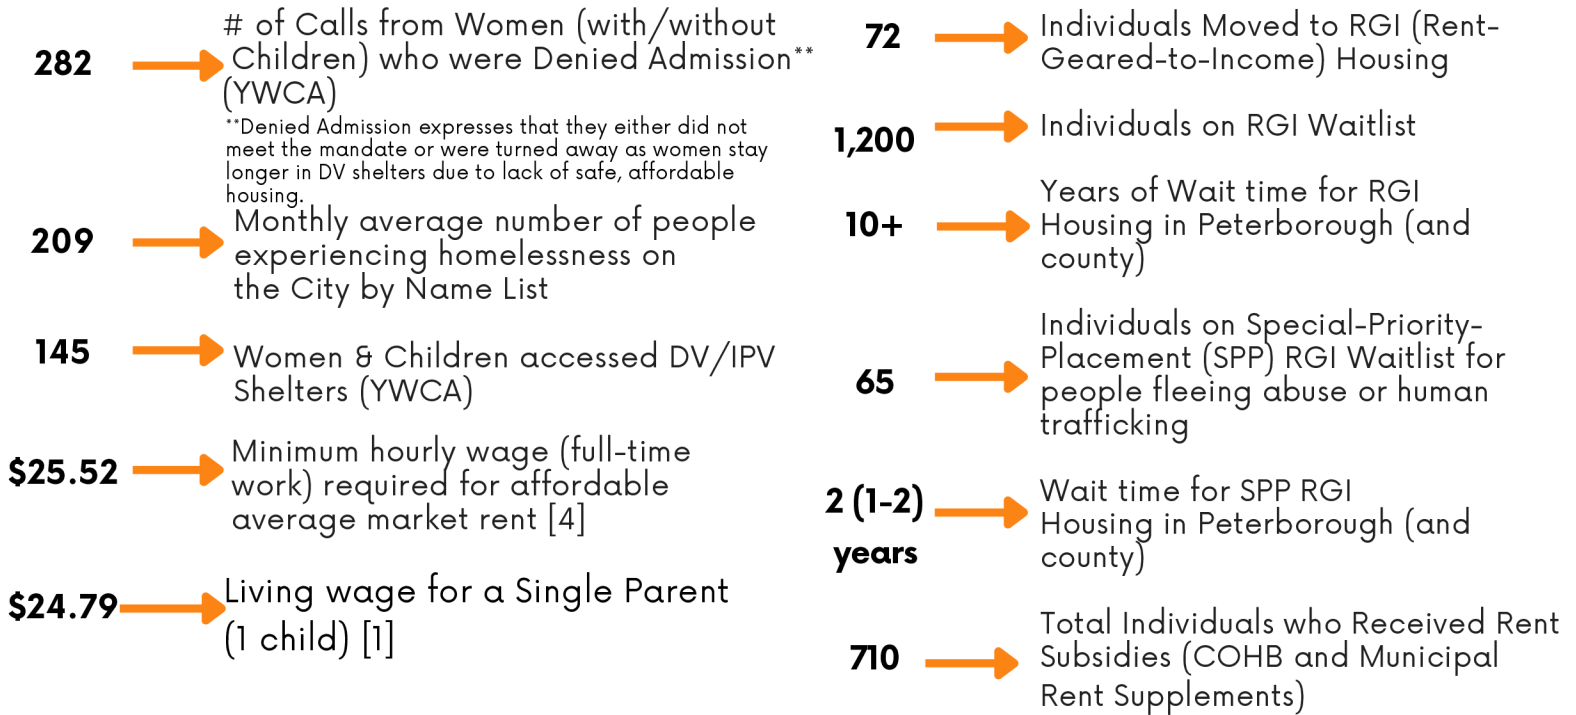 282
# of Calls from Women (with/without
Children) who were Denied Admission**
(YWCA)
**Denied Admission expresses that they either did not
meet the mandate or were turned away as women stay
longer in DV shelters due to lack of safe, affordable
housing.
209
Monthly average number of people
experiencing homelessness on
the City by Name List
145
Women & Children accessed DV/IPV
Shelters (YWCA)
$25.52
Minimum hourly wage (full-time
work) required for affordable
average market rent [4]
$24.79
Living wage for a Single Parent
(1 child) [1]
72
Individuals Moved to RGI (Rent-
Geared-to-Income) Housing
1,200
Individuals on RGI Waitlist
10+
Years of Wait time for RGI
Housing in Peterborough (and
county)
65
Individuals on Special-Priority-
Placement (SPP) RGI Waitlist for
people fleeing abuse or human
trafficking
2 (1-2)
years
Wait time for SPP RGI
Housing in Peterborough (and
county)
710
Total Individuals who Received Rent
Subsidies (COHB and Municipal
Rent Supplements)